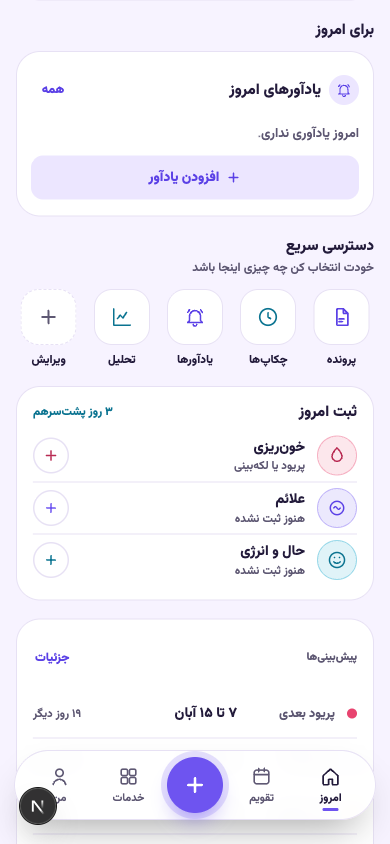 برای امروز
یادآورهای امروز
همه
امروز یادآوری نداری.
افزودن یادآور
دسترسی سریع
خودت انتخاب کن چه چیزی اینجا باشد
پرونده
چکاپ‌ها
یادآورها
تحلیل
ویرایش
ثبت امروز
۳ روز پشت‌سرهم
خون‌ریزی
پریود یا لکه‌بینی
علائم
هنوز ثبت نشده
حال و انرژی
هنوز ثبت نشده
پیش‌بینی‌ها
جزئیات
پریود بعدی
۷ تا ۱۵ آبان
۱۹ روز دیگر
امروز
تقویم
خدمات
من
N